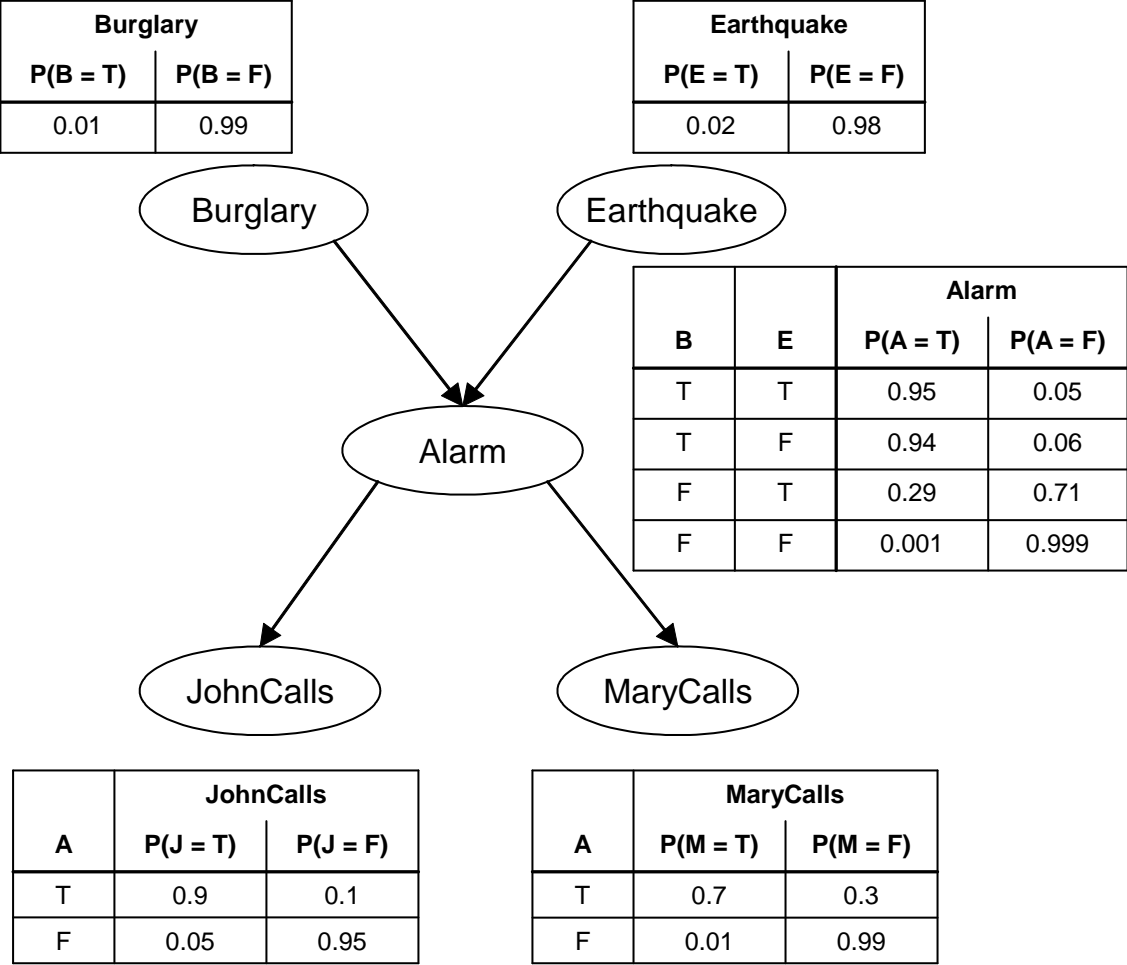 Burglary
P(B = T) P(B = F)
0.01 0.99
Earthquake
P(E = T) P(E = F)
0.02 0.98
Burglary
Earthquake
Alarm
B E P(A = T) P(A = F)
T T 0.95 0.05
T F 0.94 0.06
F T 0.29 0.71
F F 0.001 0.999
Alarm
JohnCalls
MaryCalls
JohnCalls
A P(J = T) P(J = F)
T 0.9 0.1
F 0.05 0.95
MaryCalls
A P(M = T) P(M = F)
T 0.7 0.3
F 0.01 0.99